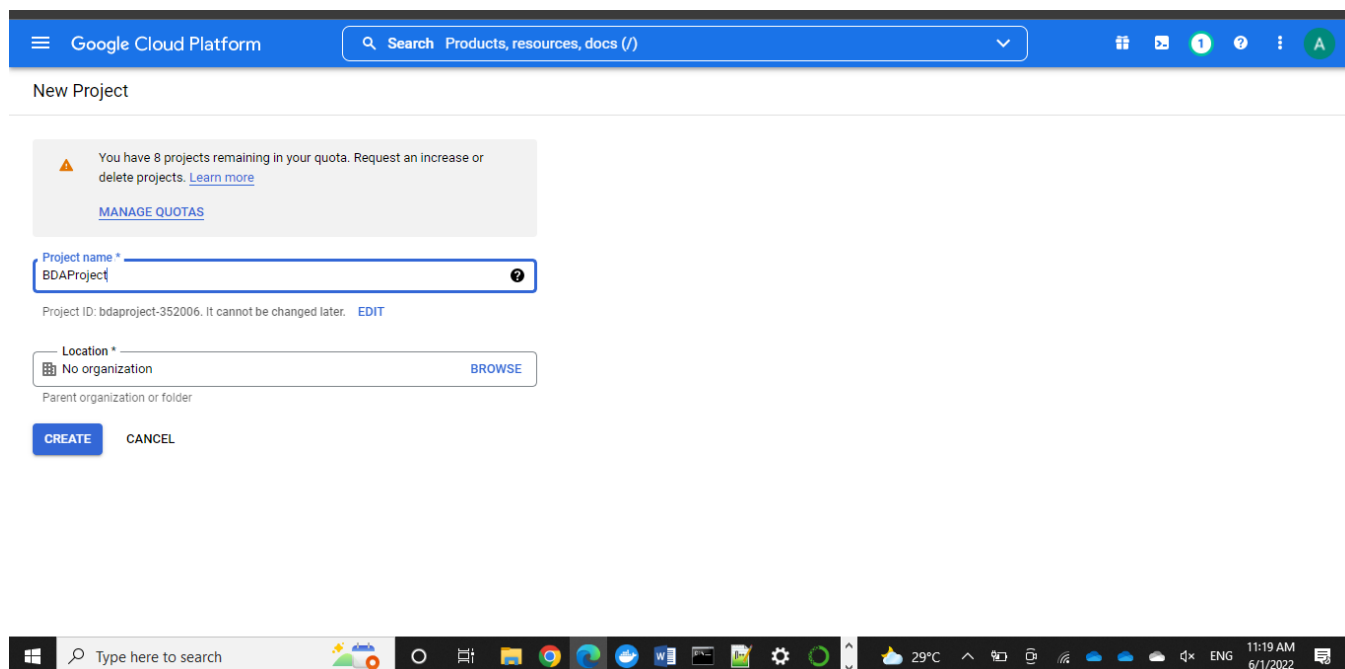 Google Cloud Platform
Search Products, resources, docs (/)
1
A
New Project
You have 8 projects remaining in your quota. Request an increase or
delete projects. Learn more
MANAGE QUOTAS
Project name *
BDAProject
Project ID: bdaproject-352006. It cannot be changed later. EDIT
Location *
No organization
BROWSE
Parent organization or folder
CREATE
CANCEL
Type here to search
29°C
ENG
11:19 AM
6/1/2022